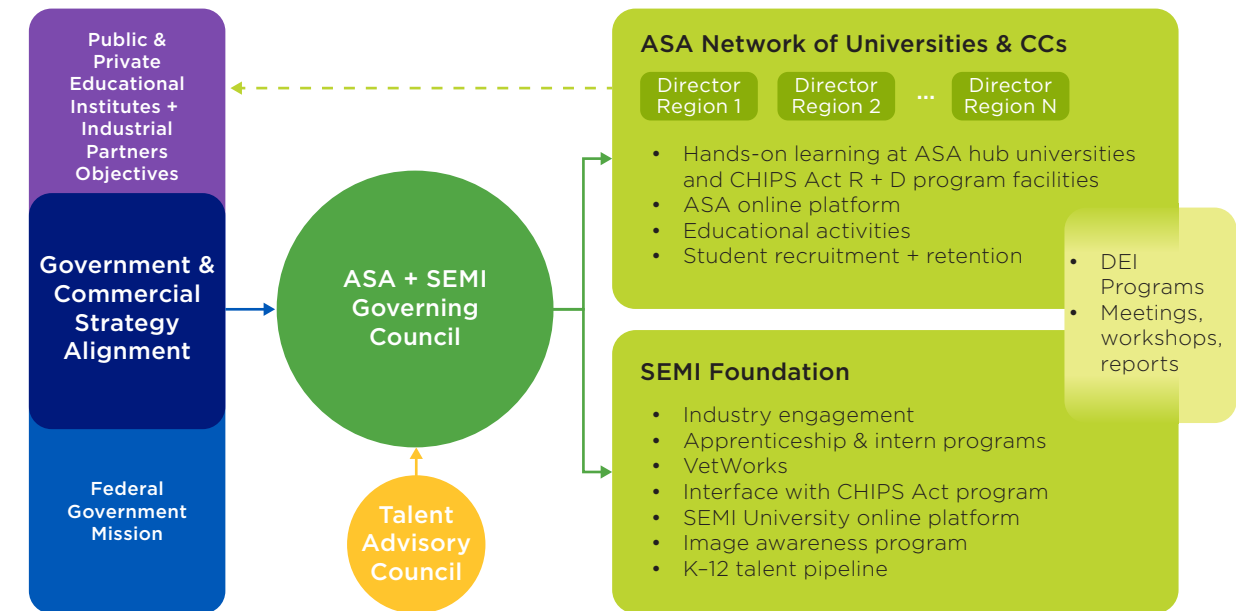 Public &
Private
Educational
Institutes +
Industrial
Partners
Objectives
Government &
Commercial
Strategy
Alignment
Federal
Government
Mission
ASA + SEMI
Governing
Council
Talent
Advisory
Council
ASA Network of Universities & CCs
Director
Region 1
Director
Region 2
...
Director
Region N
• Hands-on learning at ASA hub universities
and CHIPS Act R + D program facilities
• ASA online platform
• Educational activities
• Student recruitment + retention
• DEI
Programs
• Meetings,
workshops,
reports
SEMI Foundation
• Industry engagement
• Apprenticeship & intern programs
• VetWorks
• Interface with CHIPS Act program
• SEMI University online platform
• Image awareness program
• K–12 talent pipeline